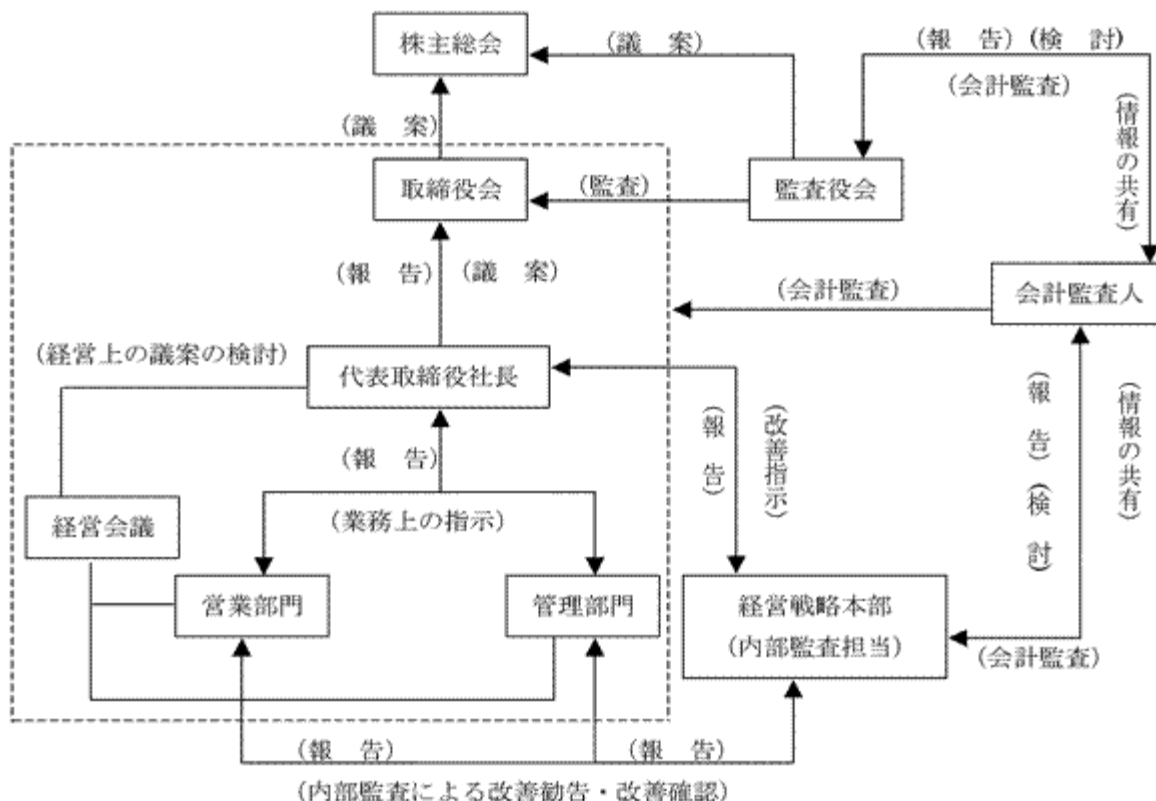 株主総会
(議 案)
(報 告)(検 討)
(会計監査)
(情報の共有)
(議 案)
取締役会
(監査)
監査役会
(報 告)
(議 案)
(会計監査)
会計監査人
(経営上の議案の検討)
代表取締役社長
(報 告)
(改善指示)
(報 告)(検 討)
(情報の共有)
(報 告)
経営会議
(業務上の指示)
営業部門
管理部門
経営戦略本部
(内部監査担当)
(会計監査)
(報 告)
(報 告)
(内部監査による改善勧告・改善確認)